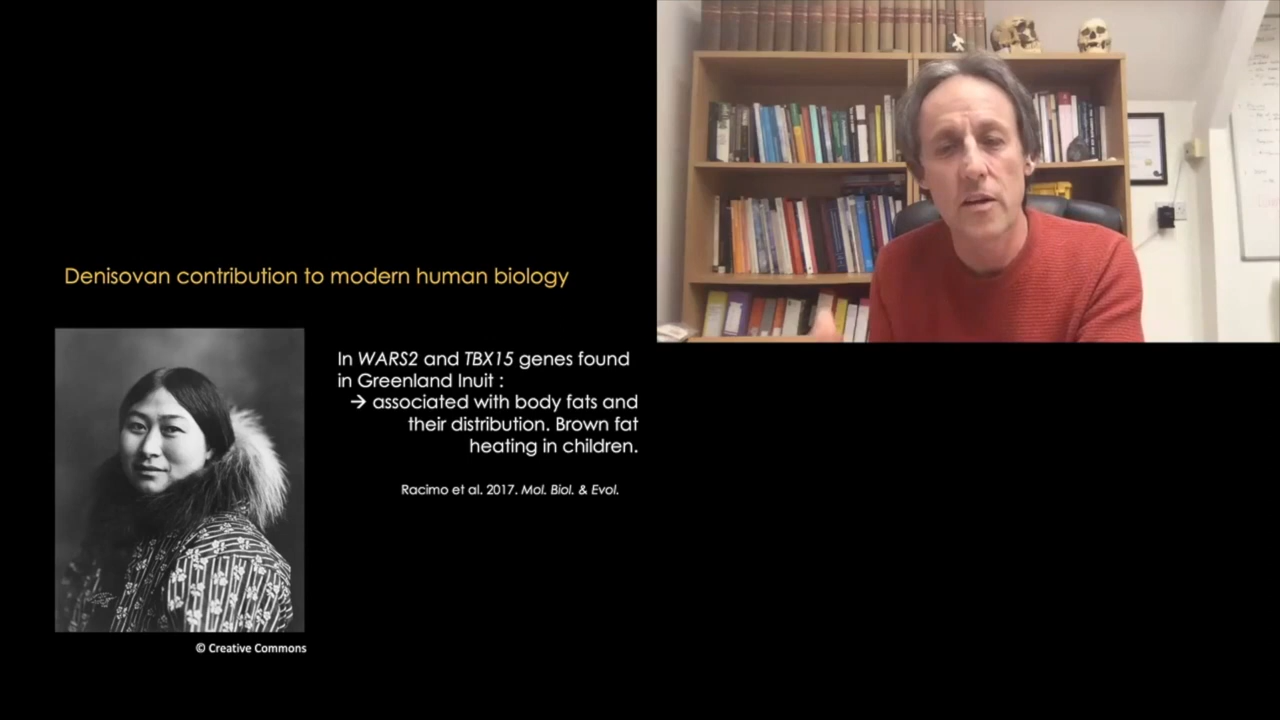 Denisovan contribution to modern human biology
In WARS2 and TBX15 genes found
in Greenland Inuit :
→ associated with body fats and
their distribution. Brown fat
heating in children.
Racimo et al. 2017. Mol. Biol. & Evol.
© Creative Commons